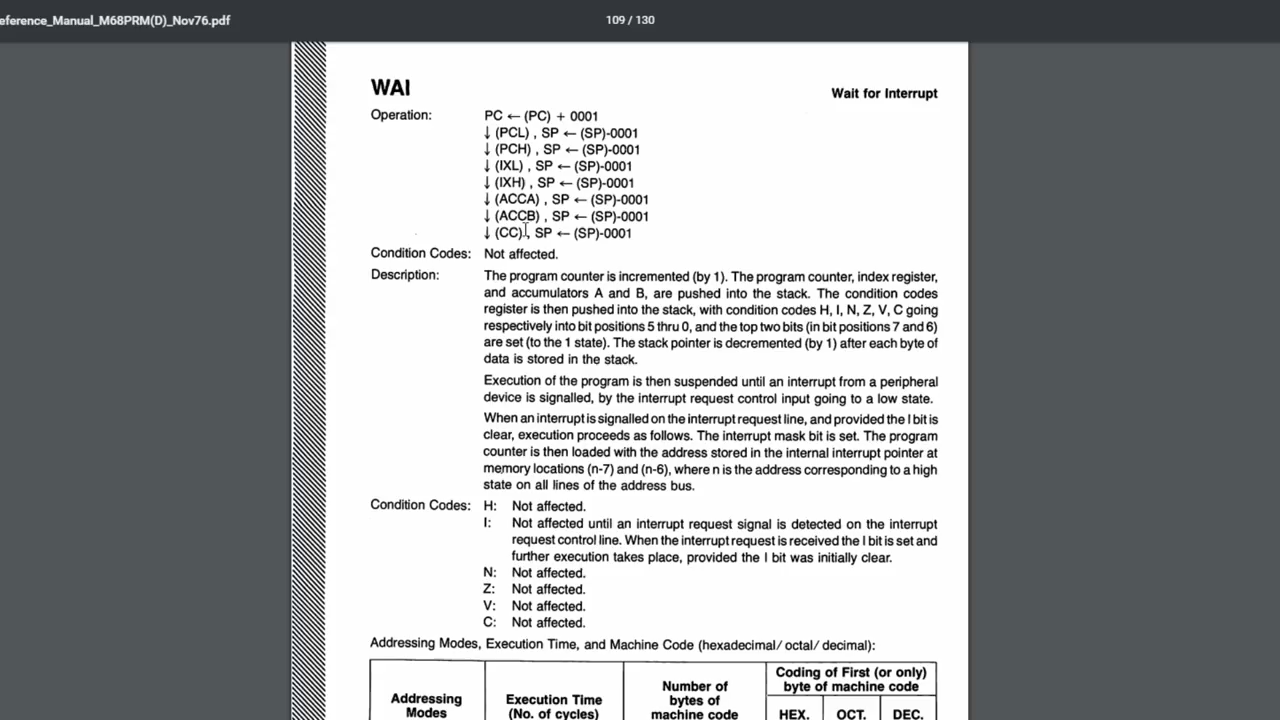 eference_Manual_M68PRM(D)_Nov76.pdf
109 / 130
WAI
Wait for Interrupt
Operation: PC ← (PC) + 0001
↓ (PCL) , SP ← (SP)-0001
↓ (PCH) , SP ← (SP)-0001
↓ (IXL) , SP ← (SP)-0001
↓ (IXH) , SP ← (SP)-0001
↓ (ACCA) , SP ← (SP)-0001
↓ (ACCB) , SP ← (SP)-0001
↓ (CC) , SP ← (SP)-0001
Condition Codes: Not affected.
Description: The program counter is incremented (by 1). The program counter, index register,
and accumulators A and B, are pushed into the stack. The condition codes
register is then pushed into the stack, with condition codes H, I, N, Z, V, C going
respectively into bit positions 5 thru 0, and the top two bits (in bit positions 7 and 6)
are set (to the 1 state). The stack pointer is decremented (by 1) after each byte of
data is stored in the stack.
Execution of the program is then suspended until an interrupt from a peripheral
device is signalled, by the interrupt request control input going to a low state.
When an interrupt is signalled on the interrupt request line, and provided the I bit is
clear, execution proceeds as follows. The interrupt mask bit is set. The program
counter is then loaded with the address stored in the internal interrupt pointer at
memory locations (n-7) and (n-6), where n is the address corresponding to a high
state on all lines of the address bus.
Condition Codes: H: Not affected.
I: Not affected until an interrupt request signal is detected on the interrupt
request control line. When the interrupt request is received the I bit is set and
further execution takes place, provided the I bit was initially clear.
N: Not affected.
Z: Not affected.
V: Not affected.
C: Not affected.
Addressing Modes, Execution Time, and Machine Code (hexadecimal/ octal/ decimal):
Addressing
Modes
Execution Time
(No. of cycles)
Number of
bytes of
machine code
Coding of First (or only)
byte of machine code
HEX.
OCT.
DEC.